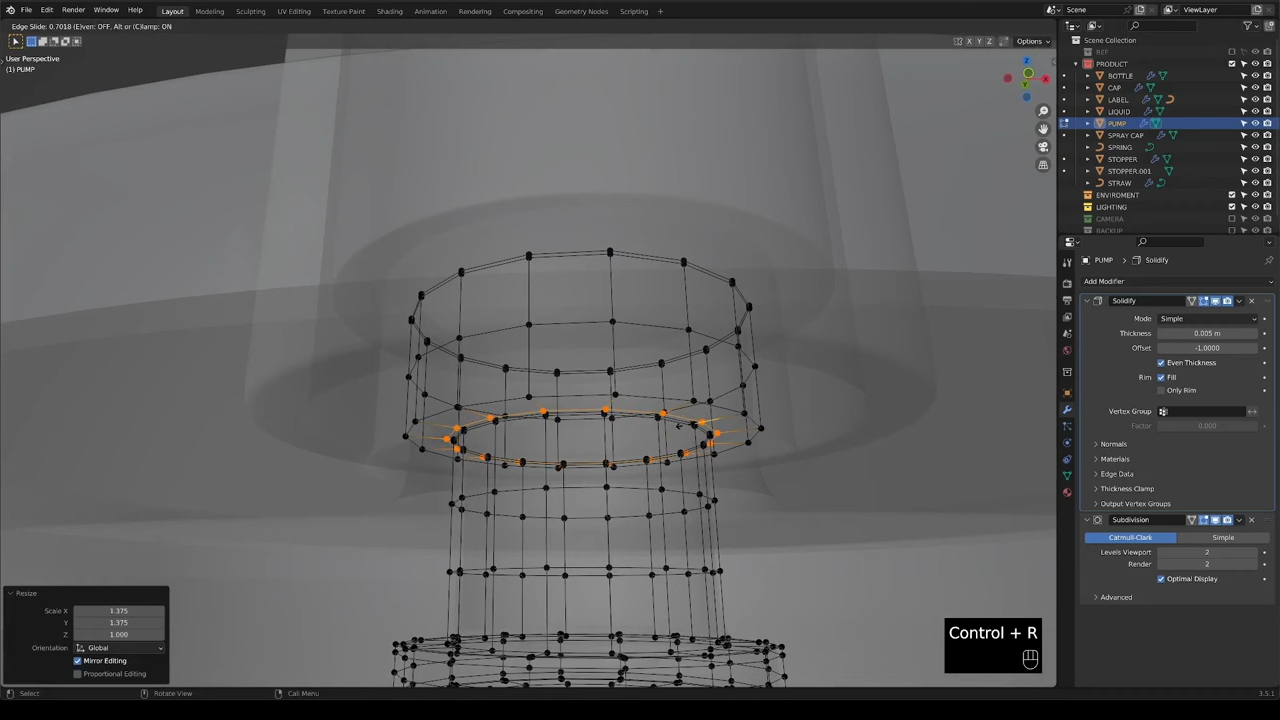 File Edit Render Window Help
Layout Modeling Sculpting UV Editing Texture Paint Shading Animation Rendering Compositing Geometry Nodes Scripting +
Scene
ViewLayer
Edge Slide: 0.7018 (E)ven: OFF, Alt or (C)lamp: ON
X Y Z
Options
User Perspective
(1) PUMP
Z
X
Y
Scene Collection
REF
PRODUCT
BOTTLE
CAP
LABEL
LIQUID
PUMP
SPRAY CAP
SPRING
STOPPER
STOPPER.001
STRAW
ENVIROMENT
LIGHTING
CAMERA
BACKUP
PUMP > Solidify
Add Modifier
Solidify
Mode Simple
Thickness 0.005 m
Offset -1.0000
Even Thickness
Rim Fill
Only Rim
Vertex Group
Factor 0.000
Normals
Materials
Edge Data
Thickness Clamp
Output Vertex Groups
Subdivision
Catmull-Clark Simple
Levels Viewport 2
Render 2
Optimal Display
Advanced
Resize
Scale X 1.375
Y 1.375
Z 1.000
Orientation Global
Mirror Editing
Proportional Editing
Control + R
Select Rotate View Call Menu
3.5.1